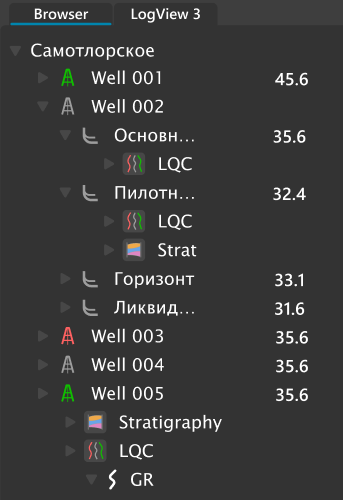 Browser LogView 3
Самотлорское
Well 001 45.6
Well 002
Основн... 35.6
LQC
Пилотн... 32.4
LQC
Strat
Горизонт 33.1
Ликвид... 31.6
Well 003 35.6
Well 004 35.6
Well 005 35.6
Stratigraphy
LQC
GR